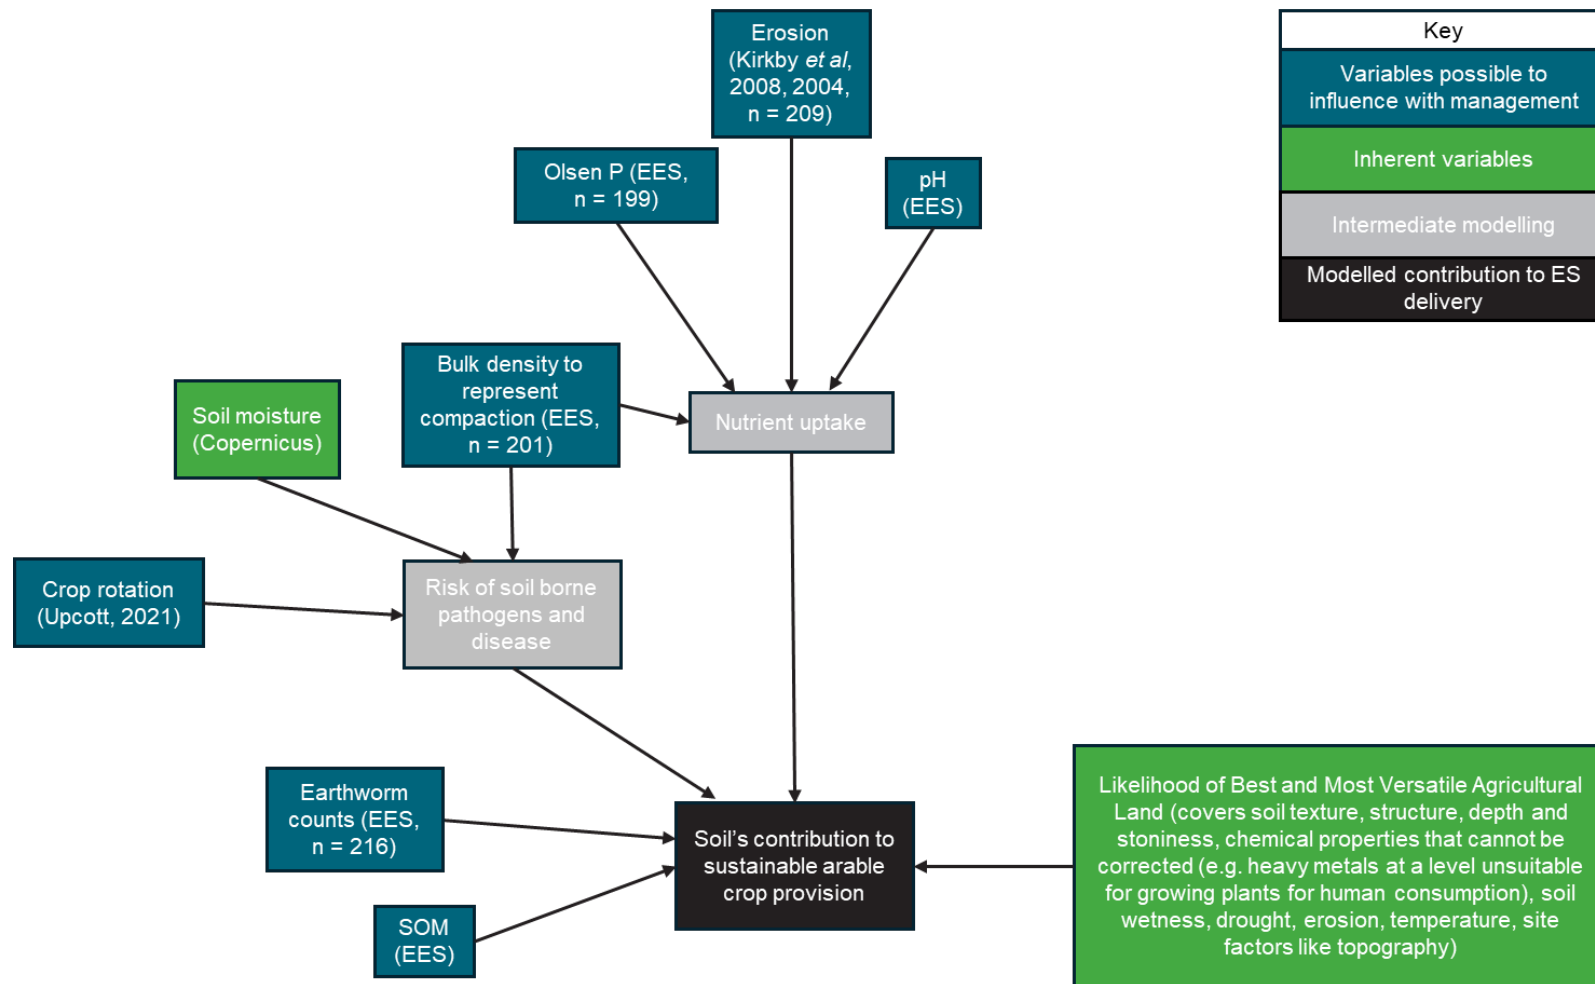 Erosion
(Kirkby et al,
2008, 2004,
n = 209)
Key
Variables possible to
influence with management
Inherent variables
Intermediate modelling
Modelled contribution to ES
delivery
Olsen P (EES,
n = 199)
pH
(EES)
Bulk density to
represent
compaction (EES,
n = 201)
Soil moisture
(Copernicus)
Nutrient uptake
Crop rotation
(Upcott, 2021)
Risk of soil borne
pathogens and
disease
Earthworm
counts (EES,
n = 216)
Soil's contribution to
sustainable arable
crop provision
Likelihood of Best and Most Versatile Agricultural
Land (covers soil texture, structure, depth and
stoniness, chemical properties that cannot be
corrected (e.g. heavy metals at a level unsuitable
for growing plants for human consumption), soil
wetness, drought, erosion, temperature, site
factors like topography)
SOM
(EES)